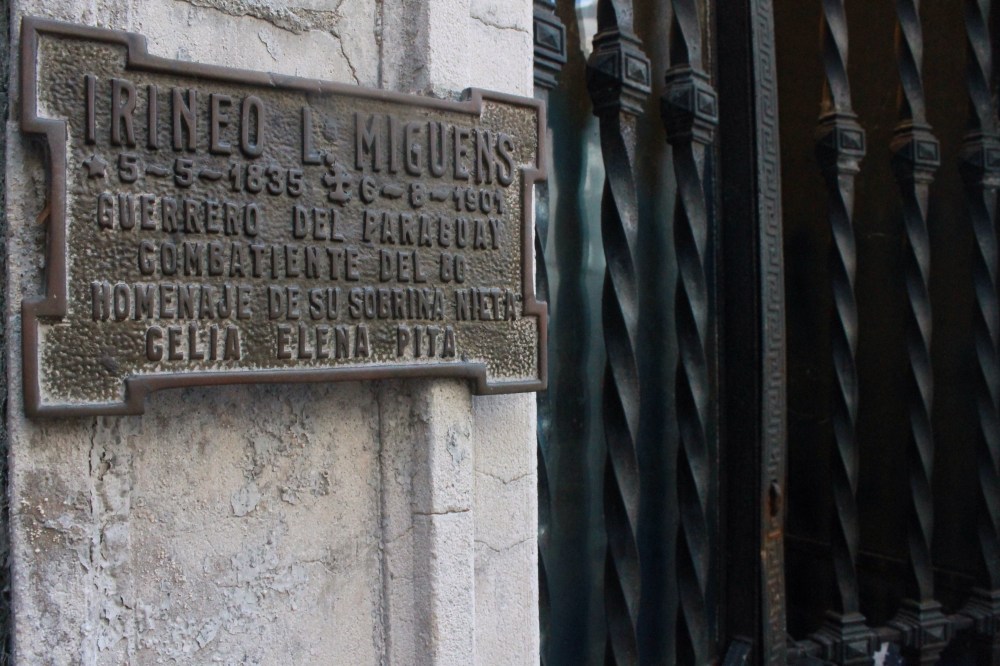 IRINEO L. MIGUENS
★5-5-1835 ✠6-8-1901
GUERRERO DEL PARAGUAY
COMBATIENTE DEL 80
HOMENAJE DE SU SOBRINA NIETA
CELIA ELENA PITA